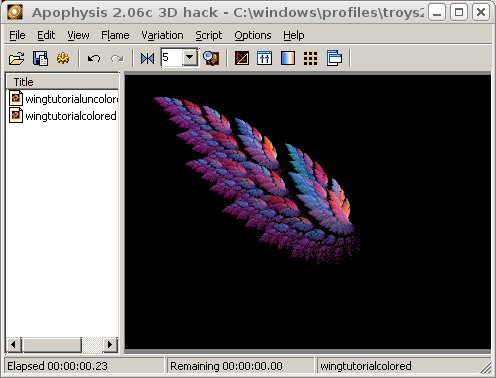 Apophysis 2.06c 3D hack - C:\windows\profiles\troys2
File Edit View Flame Variation Script Options Help
5
Title
wingtutorialuncolore
wingtutorialcolored
Elapsed 00:00:00.23 Remaining 00:00:00.00 wingtutorialcolored